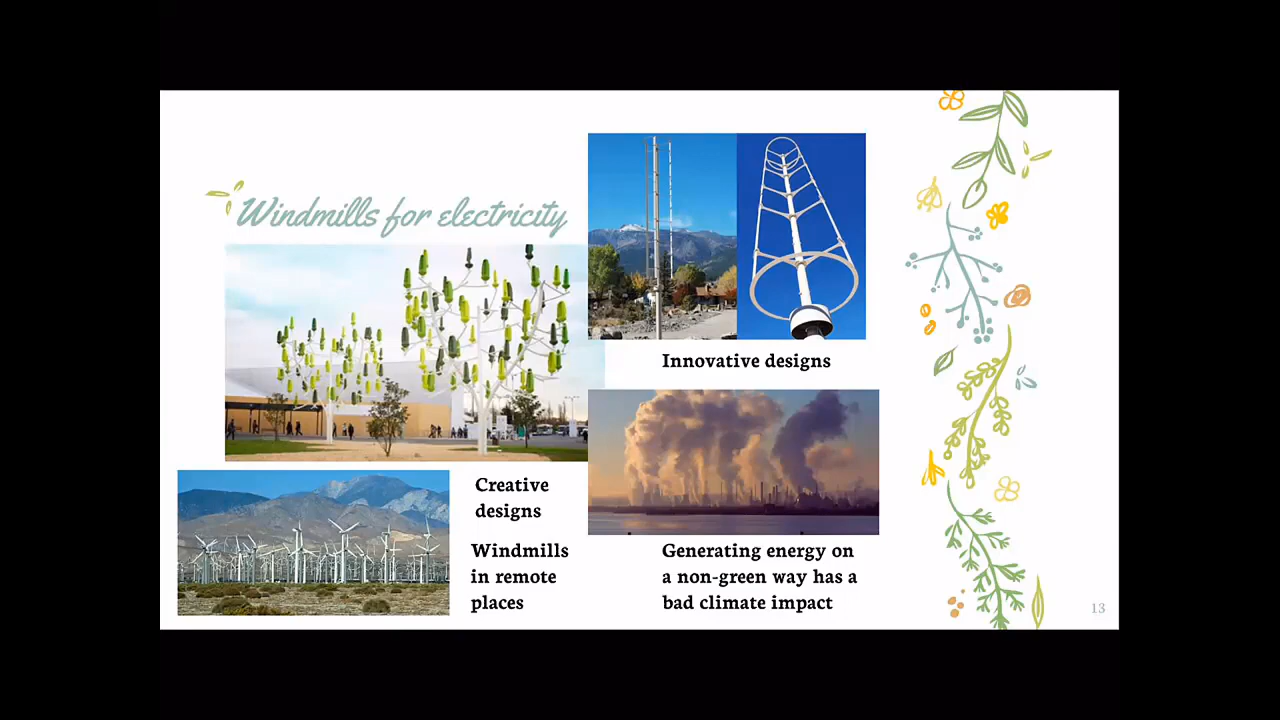 Windmills for electricity
Innovative designs
Creative
designs
Windmills
in remote
places
Generating energy on
a non-green way has a
bad climate impact
13